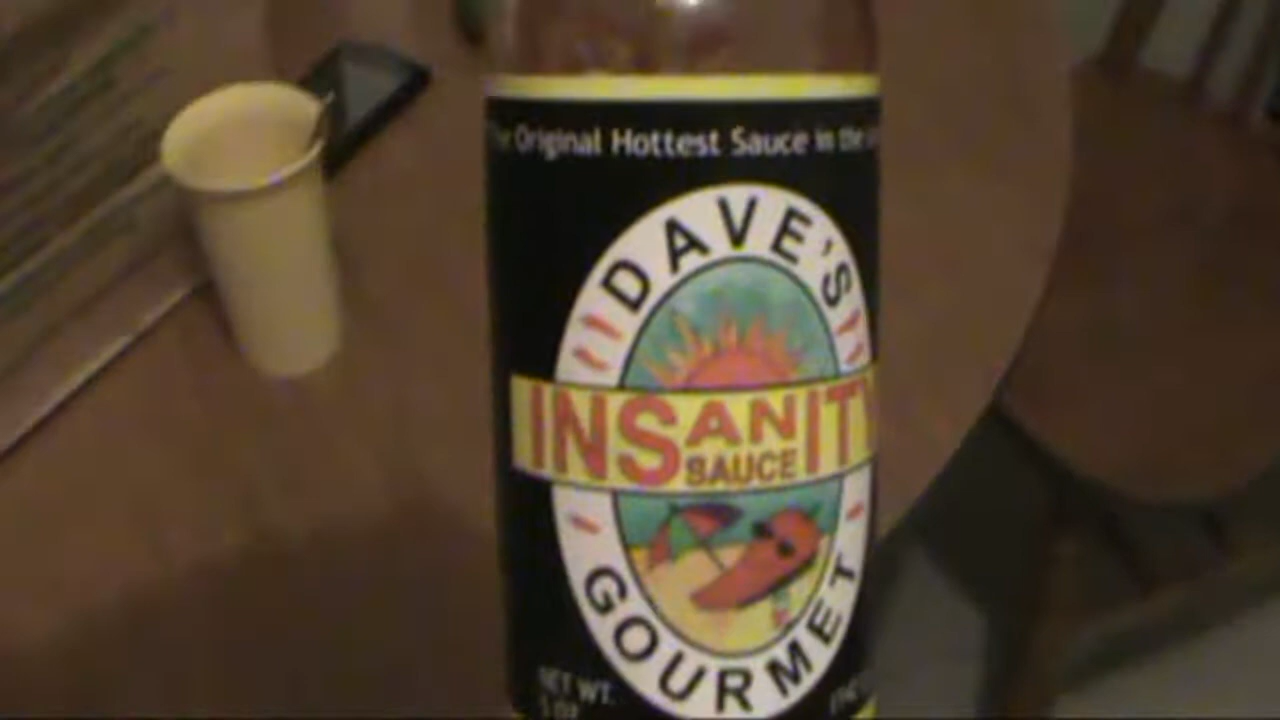 Original Hottest Sauce in the
DAVE'S
INSANITY
SAUCE
GOURMET
NET WT.